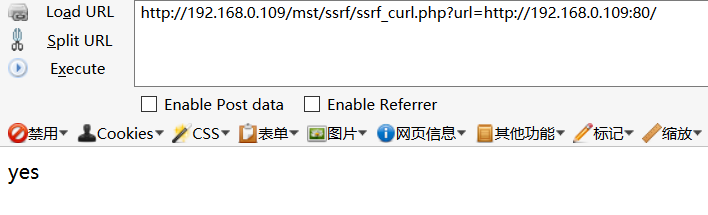 Load URL
http://192.168.0.109/mst/ssrf/ssrf_curl.php?url=http://192.168.0.109:80/
Split URL
Execute
Enable Post data Enable Referrer
禁用 Cookies CSS 表单 图片 网页信息 其他功能 标记 缩放
yes